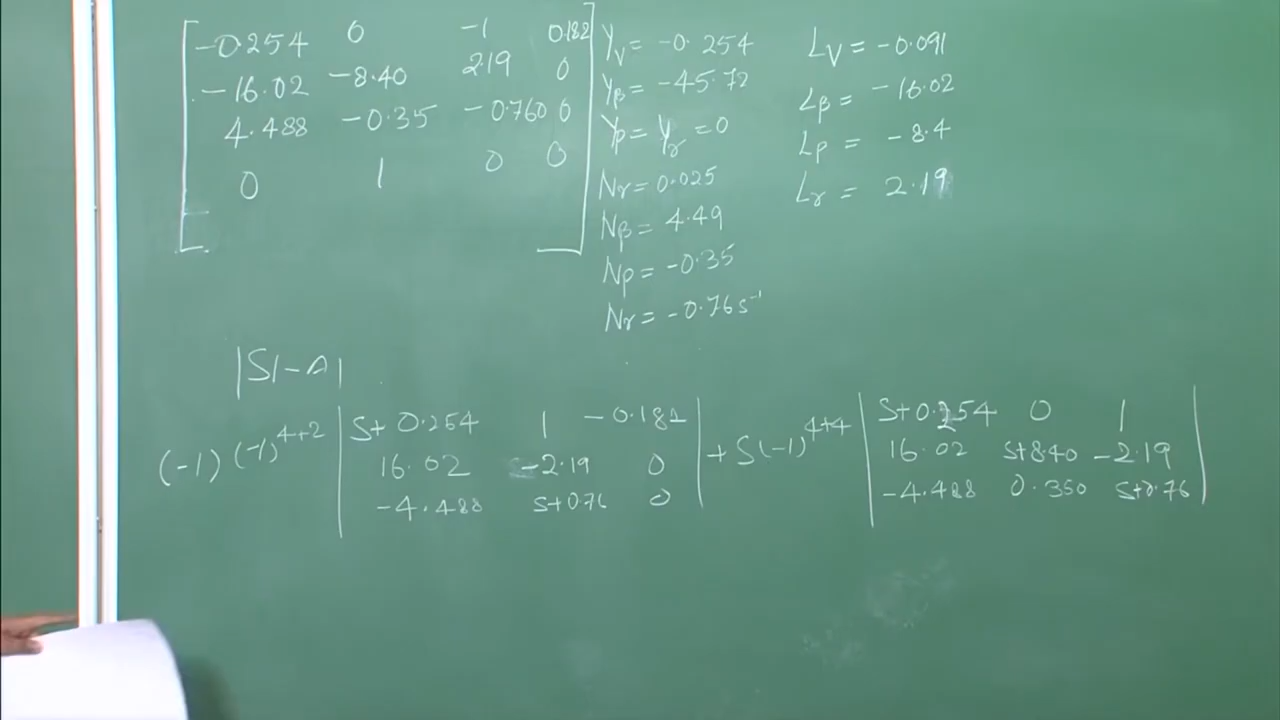 -0.254 0 -1 0.182
-16.02 -8.40 2.19 0
4.488 -0.35 -0.760 0
0 1 0 0
Yv = -0.254
Yβ = -45.72
Yp = Yr = 0
Nr = 0.025
Nβ = 4.49
Np = -0.35
Nr = -0.76 s⁻¹
Lv = -0.091
Lβ = -16.02
Lp = -8.4
Lr = 2.19
|SI-A|
(-1) (-1)^{4+2} | S+0.254 1 -0.182 | + S(-1)^{4+4} | S+0.254 0 1 |
16.02 -2.19 0 16.02 S+8.40 -2.19
-4.488 S+0.76 0 -4.488 0.350 S+0.76